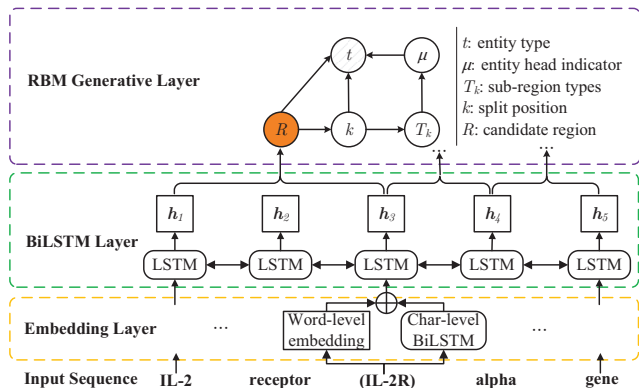 RBM Generative Layer
t
μ
R
k
T_k
t: entity type
μ: entity head indicator
T_k: sub-region types
k: split position
R: candidate region
...
...
...
BiLSTM Layer
h_1
h_2
h_3
h_4
h_5
LSTM
LSTM
LSTM
LSTM
LSTM
Embedding Layer
...
Word-level
embedding
Char-level
BiLSTM
...
Input Sequence IL-2 receptor (IL-2R) alpha gene